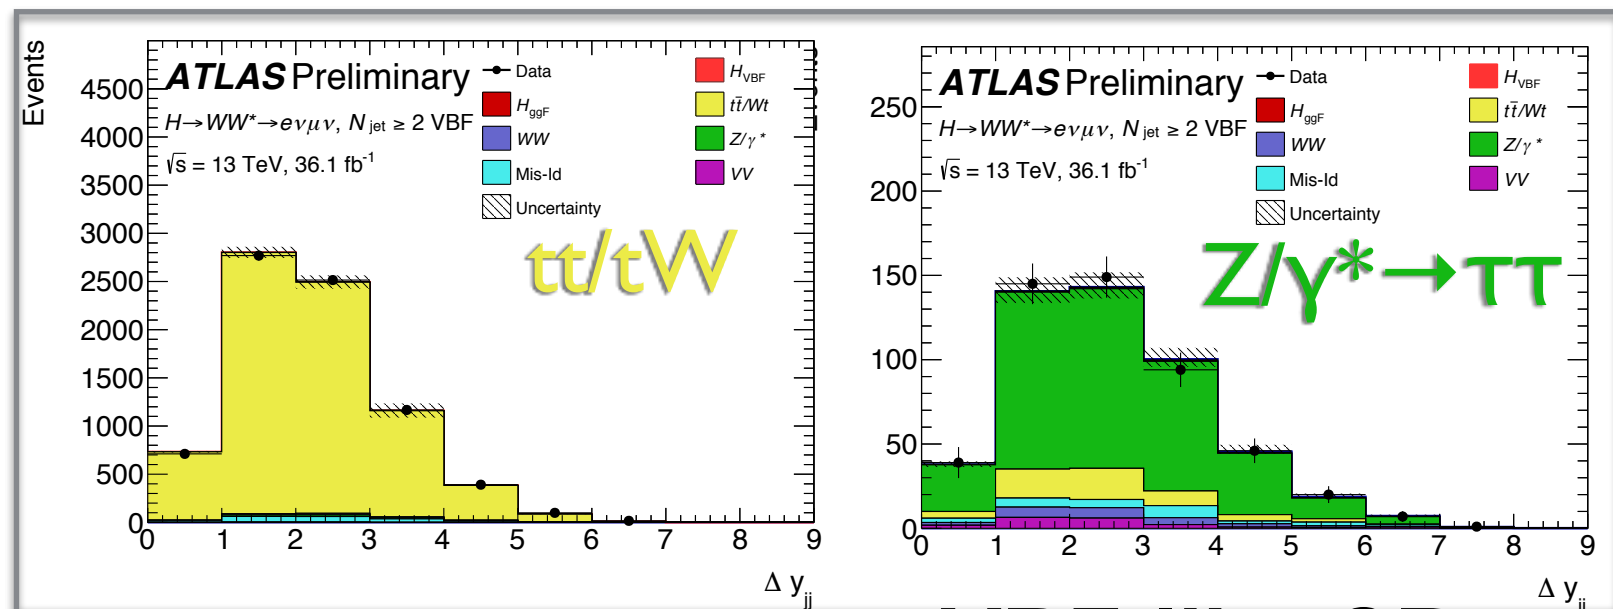 Events
ATLAS Preliminary
H→WW*→eνμν, N jet ≥ 2 VBF
√s = 13 TeV, 36.1 fb-1
Data
HggF
WW
Mis-Id
Uncertainty
HVBF
tt̄/Wt
Z/γ*
VV
tt/tW
4500
4000
3500
3000
2500
2000
1500
1000
500
0
0 1 2 3 4 5 6 7 8 9
Δ yjj
ATLAS Preliminary
H→WW*→eνμν, N jet ≥ 2 VBF
√s = 13 TeV, 36.1 fb-1
Data
HggF
WW
Mis-Id
Uncertainty
HVBF
tt̄/Wt
Z/γ*
VV
Z/γ*→ττ
250
200
150
100
50
0
0 1 2 3 4 5 6 7 8 9
Δ yjj